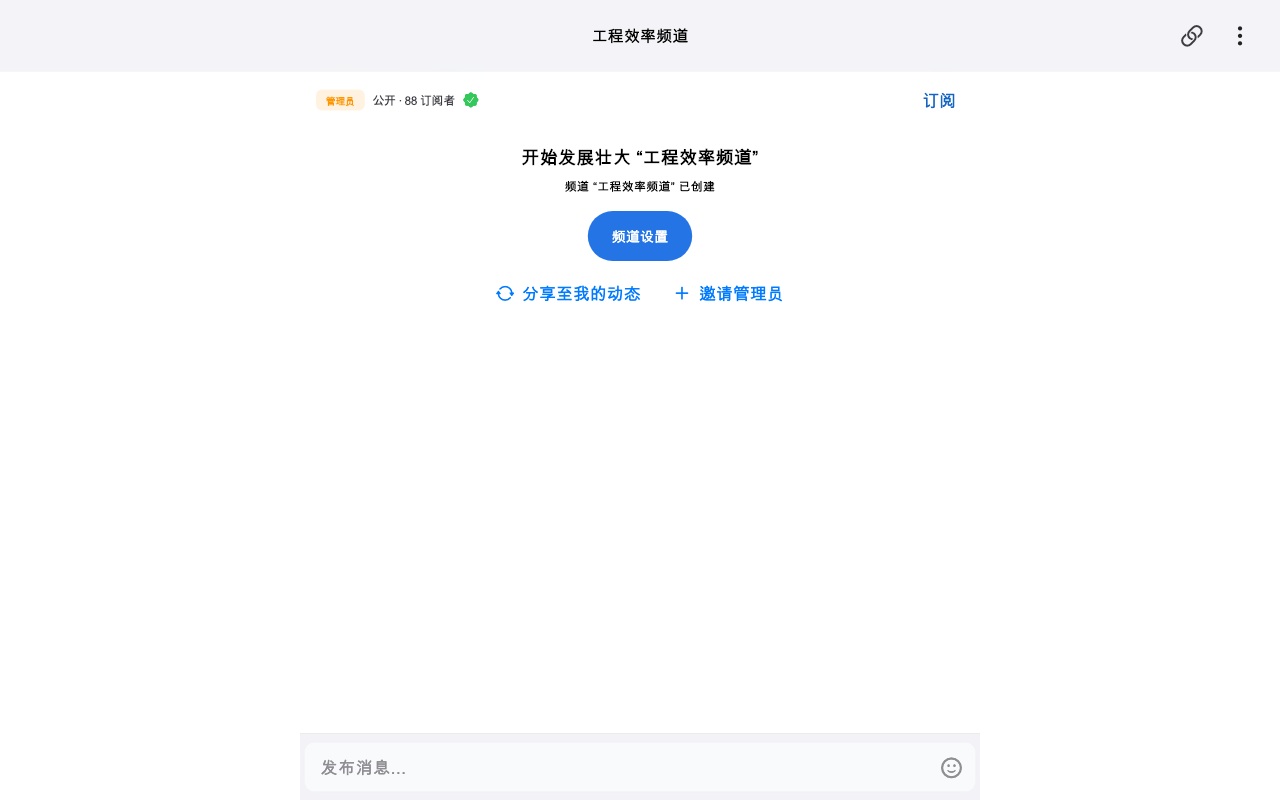 工程效率频道
管理员 公开 · 88 订阅者 订阅
开始发展壮大 “工程效率频道”
频道 “工程效率频道” 已创建
频道设置
分享至我的动态 邀请管理员
发布消息...